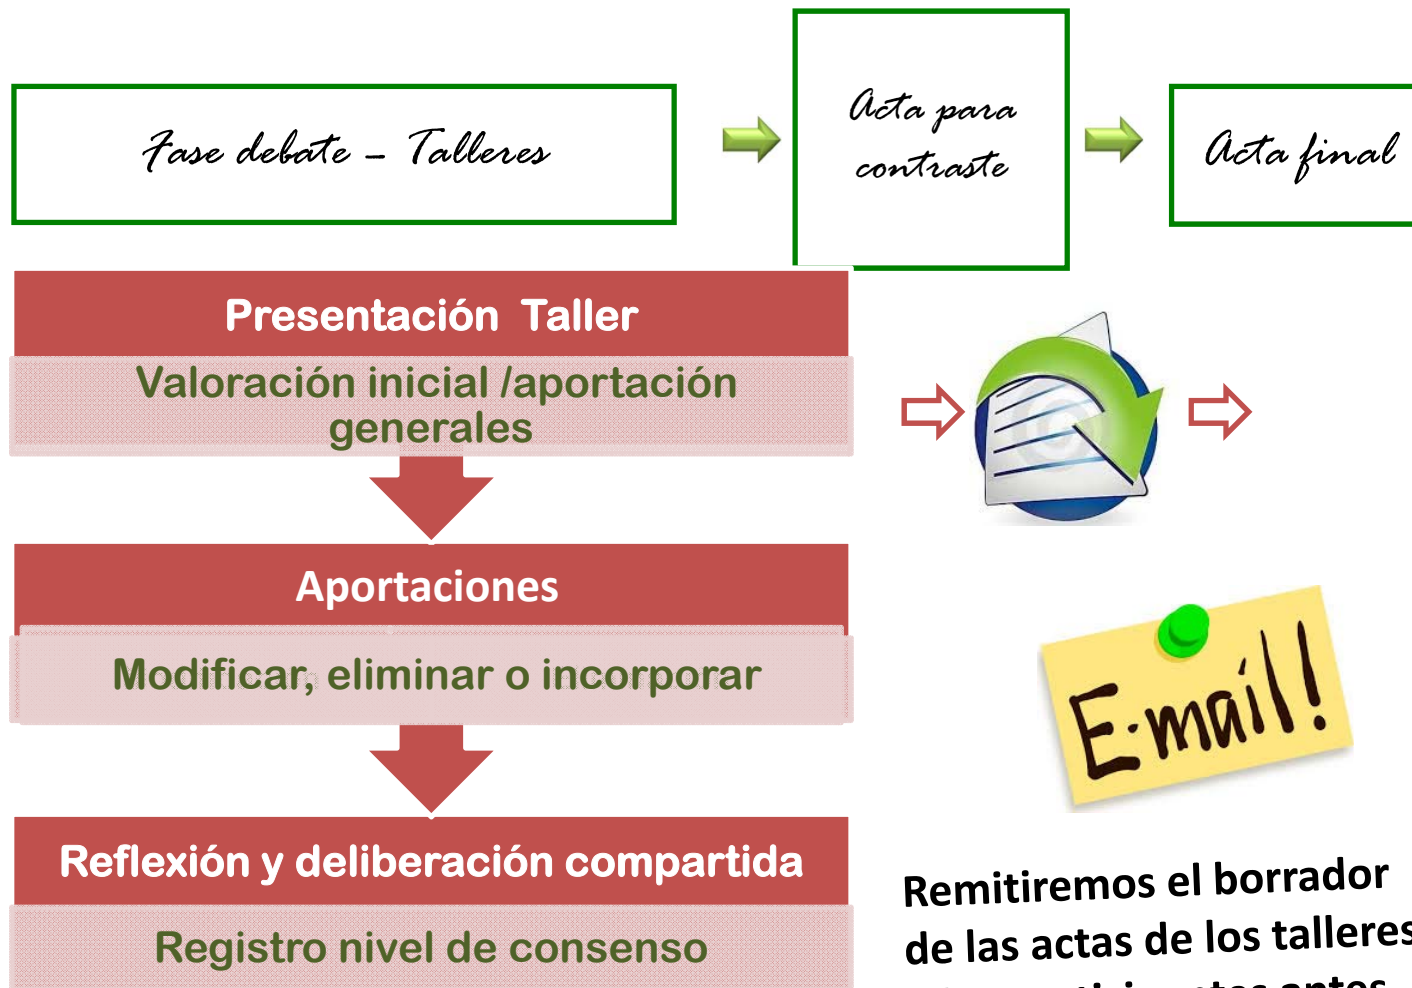 Fase debate – Talleres
Acta para
contraste
Acta final
Presentación Taller
Valoración inicial /aportación
generales
Aportaciones
Modificar, eliminar o incorporar
Reflexión y deliberación compartida
Registro nivel de consenso
E-mail!
Remitiremos el borrador
de las actas de los talleres
antes